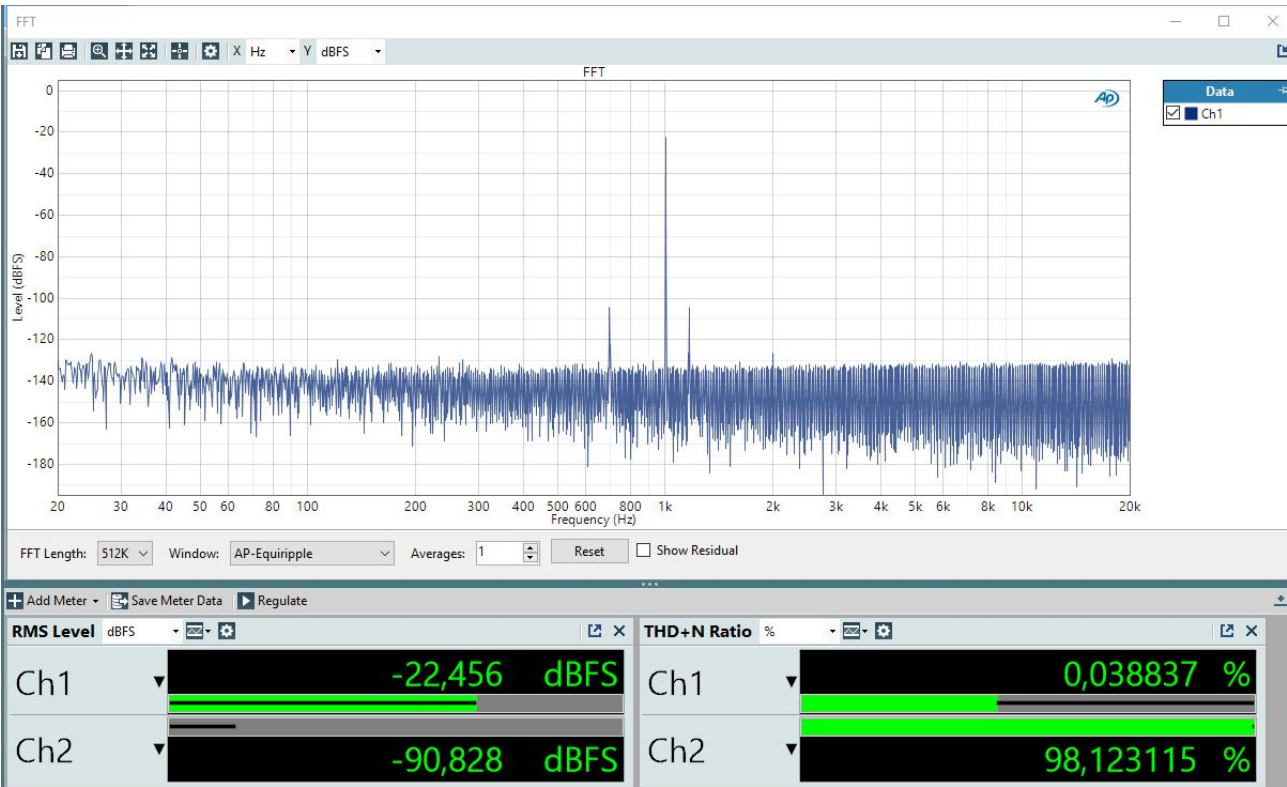 FFT
X Hz Y dBFS
FFT
AP
Data
Ch1
0
-20
-40
-60
-80
-100
-120
-140
-160
-180
Level (dBFS)
20 30 40 50 60 80 100 200 300 400 500 600 800 1k 2k 3k 4k 5k 6k 8k 10k 20k
Frequency (Hz)
FFT Length: 512K Window: AP-Equiripple Averages: 1 Reset Show Residual
Add Meter Save Meter Data Regulate
RMS Level dBFS
Ch1 -22,456 dBFS
Ch2 -90,828 dBFS
THD+N Ratio %
Ch1 0,038837 %
Ch2 98,123115 %